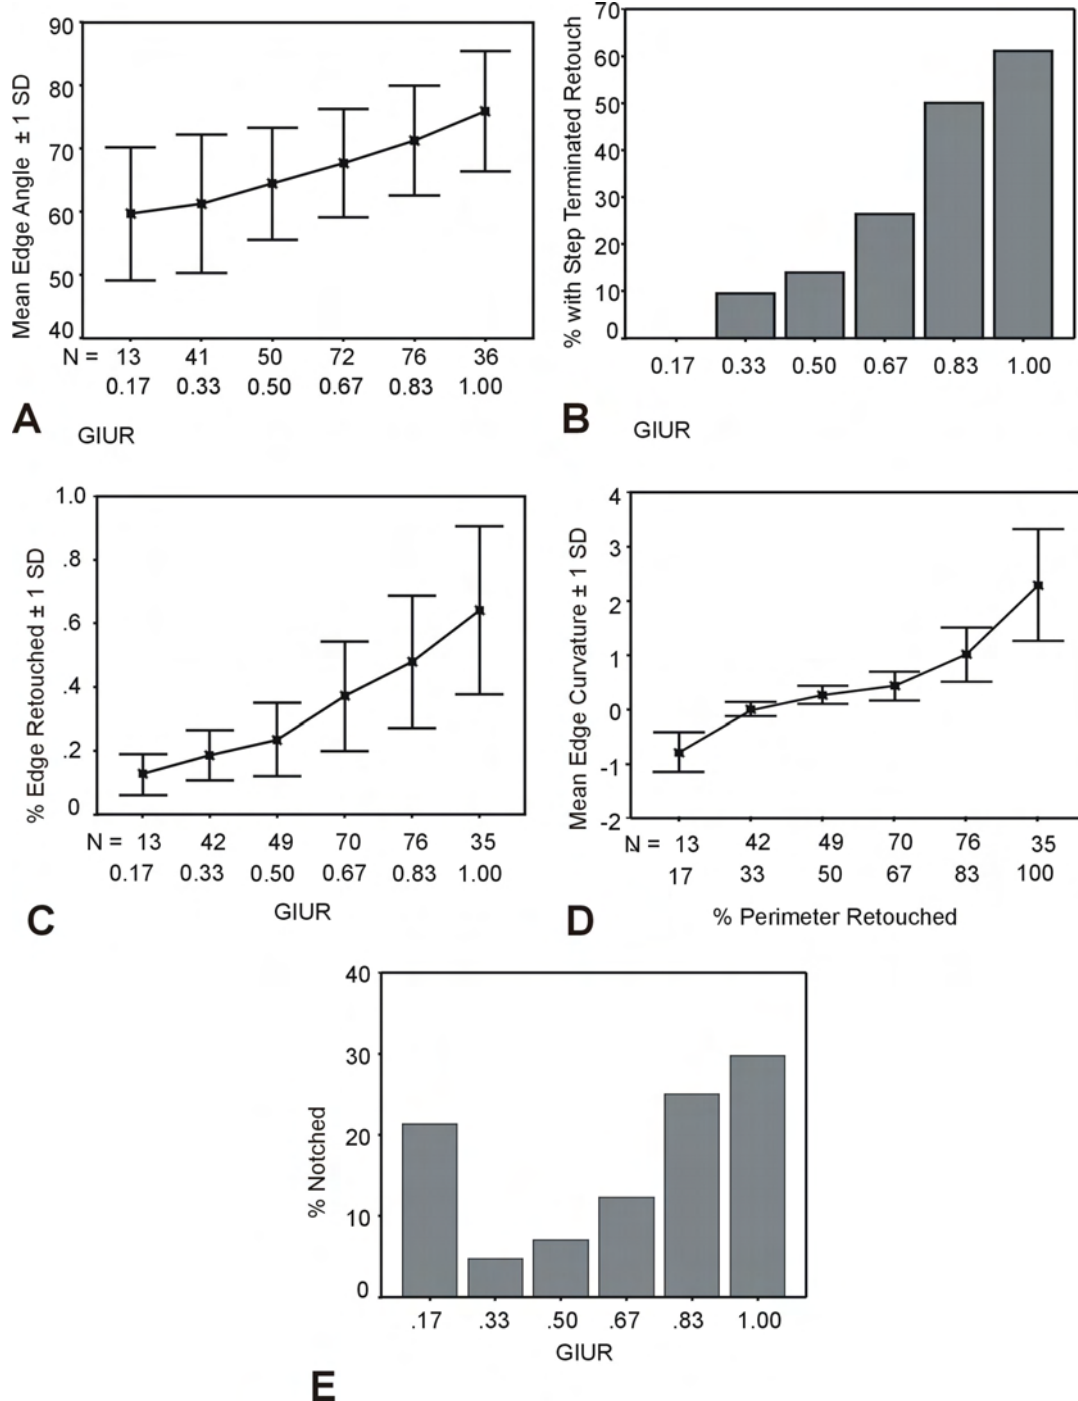 Mean Edge Angle ± 1 SD
90
80
70
60
50
40
N = 13 41 50 72 76 36
0.17 0.33 0.50 0.67 0.83 1.00
A
GIUR
% with Step Terminated Retouch
70
60
50
40
30
20
10
0
0.17 0.33 0.50 0.67 0.83 1.00
B
GIUR
% Edge Retouched ± 1 SD
1.0
.8
.6
.4
.2
0
N = 13 42 49 70 76 35
0.17 0.33 0.50 0.67 0.83 1.00
GIUR
C
Mean Edge Curvature ± 1 SD
4
3
2
1
0
-1
-2
N = 13 42 49 70 76 35
17 33 50 67 83 100
D
% Perimeter Retouched
% Notched
40
30
20
10
0
.17 .33 .50 .67 .83 1.00
GIUR
E